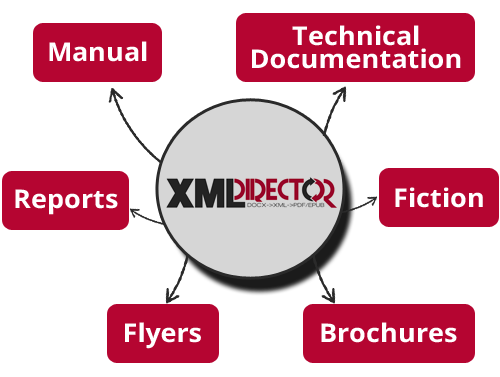 Manual
Technical
Documentation
XMLDIRECTOR
DOCX->XML->PDF/EPUB
Reports
Fiction
Flyers
Brochures